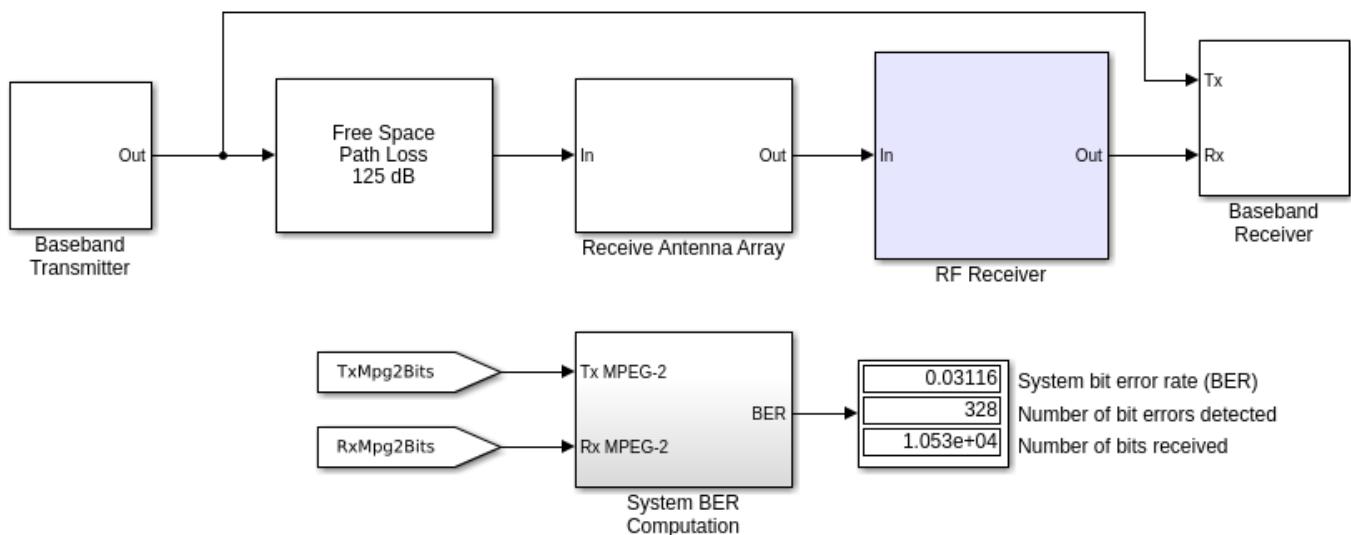 Out
Baseband
Transmitter
Free Space
Path Loss
125 dB
In
Out
Receive Antenna Array
In
Out
RF Receiver
Tx
Rx
Baseband
Receiver
TxMpg2Bits
RxMpg2Bits
Tx MPEG-2
Rx MPEG-2
BER
System BER
Computation
0.03116
System bit error rate (BER)
328
Number of bit errors detected
1.053e+04
Number of bits received